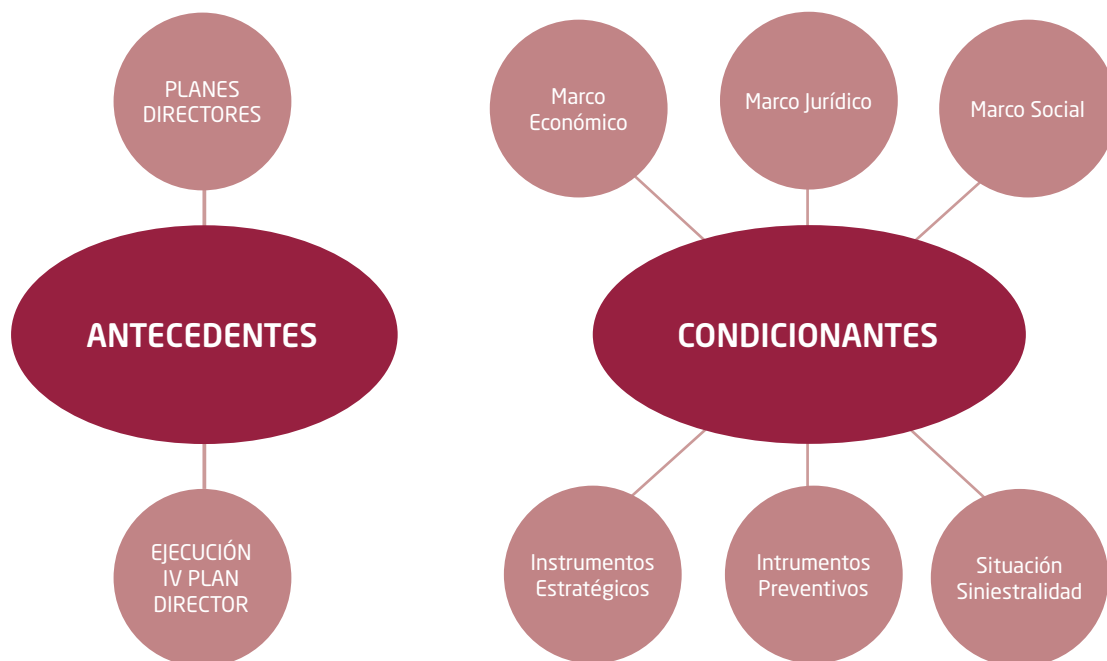 PLANES
DIRECTORES
ANTECEDENTES
EJECUCIÓN
IV PLAN
DIRECTOR
Marco
Económico
Marco Jurídico
Marco Social
CONDICIONANTES
Instrumentos
Estratégicos
Intrumentos
Preventivos
Situación
Siniestralidad